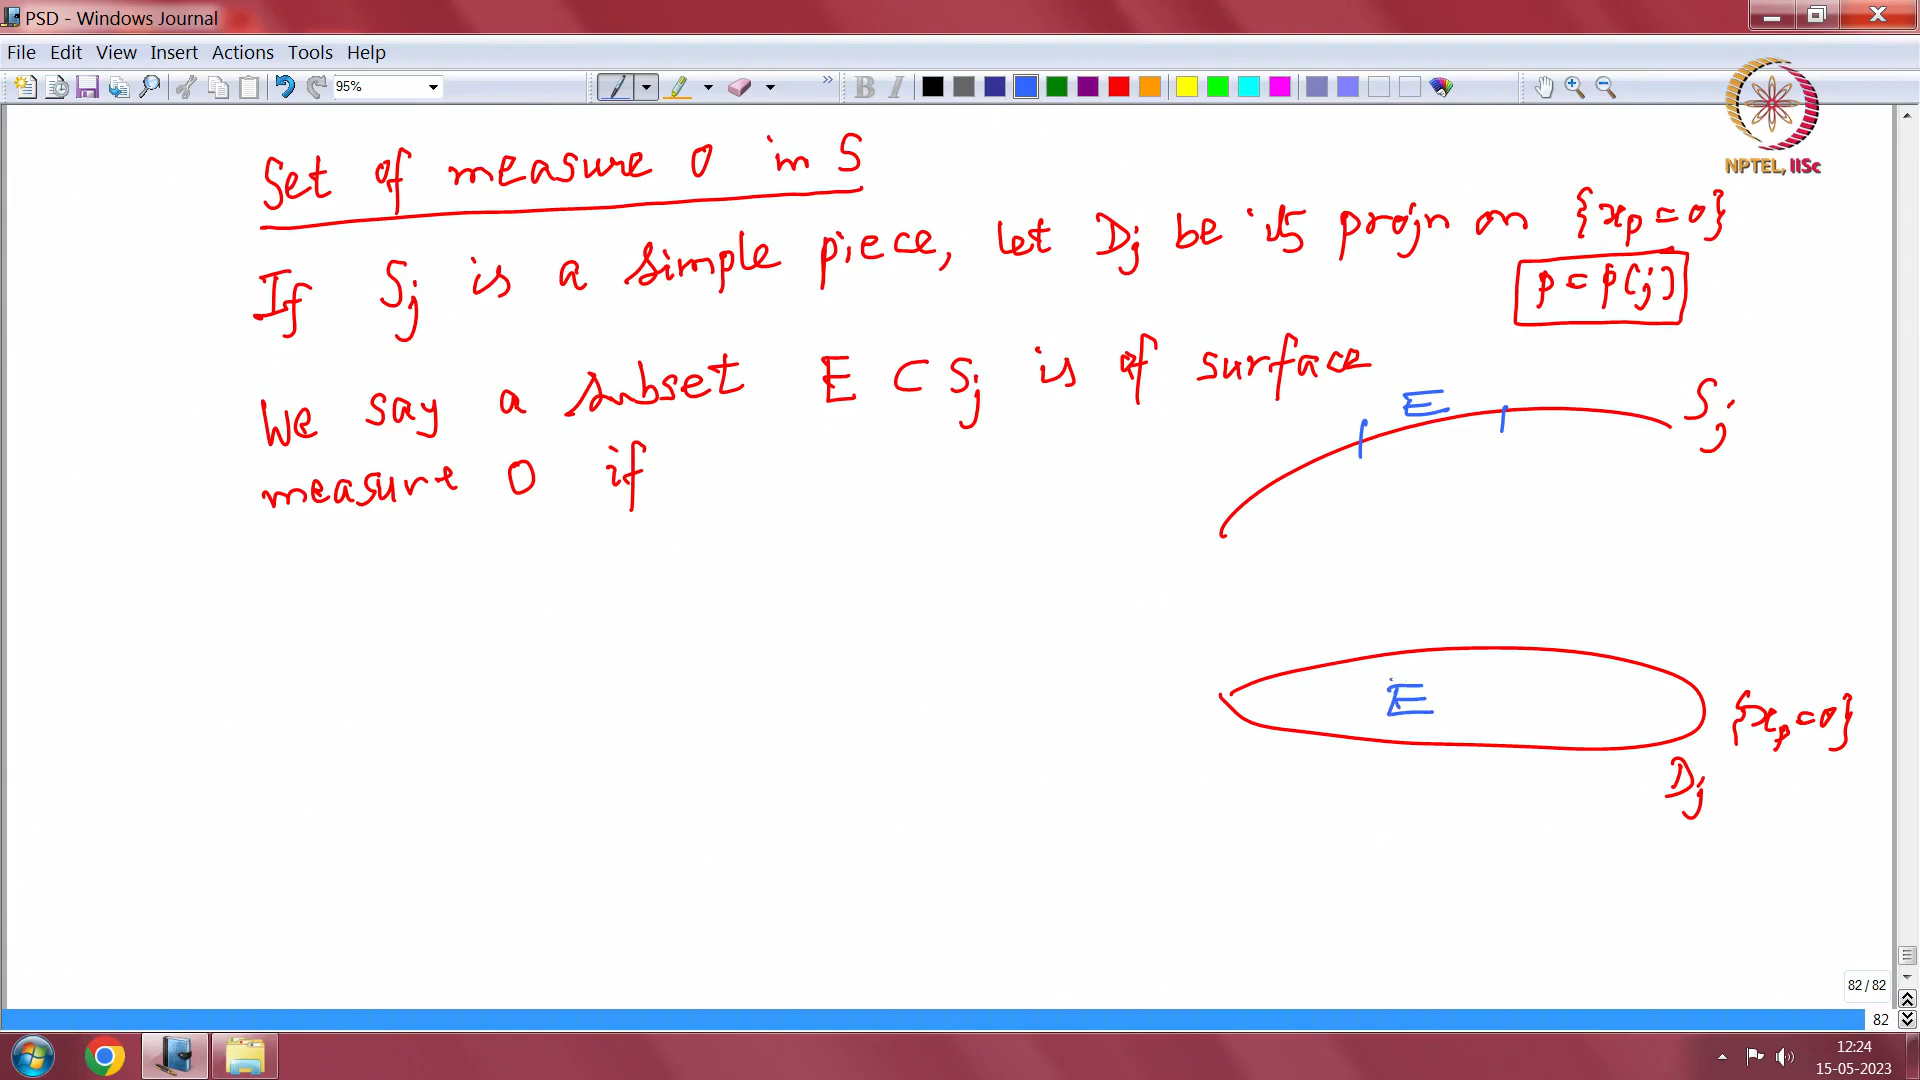 PSD - Windows Journal
File Edit View Insert Actions Tools Help
95%
NPTEL, IISc
Set of measure 0 in S
If Sj is a simple piece, let Dj be its projn on {xp = 0}
p = p(j)
We say a subset E ⊂ Sj is of surface
measure 0 if
E
Sj
E
{xp = 0}
Dj
82 / 82
82
12:24
15-05-2023